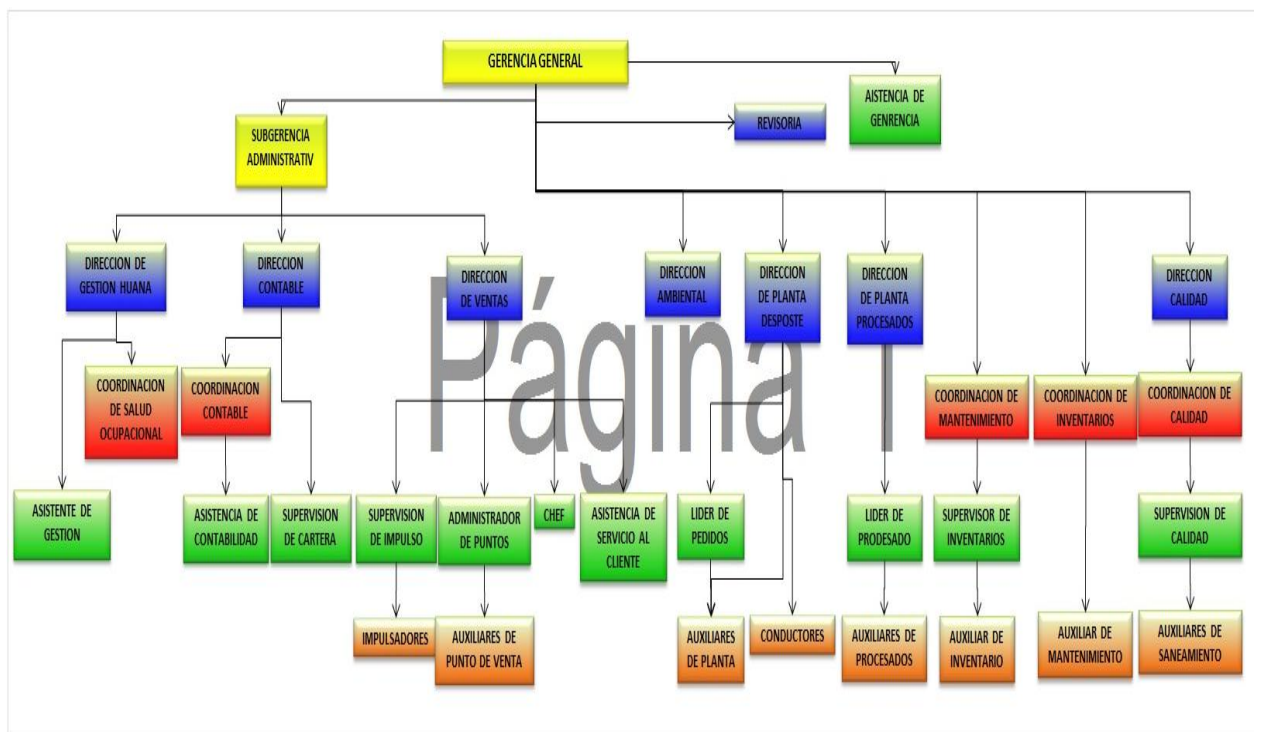 GERENCIA GENERAL
AISTENCIA DE
GENRENCIA
REVISORIA
SUBGERENCIA
ADMINISTRATIV
DIRECCION DE
GESTION HUANA
DIRECCION
CONTABLE
DIRECCION
DE VENTAS
DIRECCION
AMBIENTAL
DIRECCION
DE PLANTA
DESPOSTE
DIRECCION
DE PLANTA
PROCESADOS
DIRECCION
CALIDAD
Página 1
COORDINACION
DE SALUD
OCUPACIONAL
COORDINACION
CONTABLE
COORDINACION DE
MANTENIMIENTO
COORDINACION DE
INVENTARIOS
COORDINACION DE
CALIDAD
ASISTENTE DE
GESTION
ASISTENCIA DE
CONTABILIDAD
SUPERVISION
DE CARTERA
SUPERVISION
DE IMPULSO
ADMINISTRADOR
DE PUNTOS
CHEF
ASISTENCIA DE
SERVICIO AL
CLIENTE
LIDER DE
PEDIDOS
LIDER DE
PRODESADO
SUPERVISOR DE
INVENTARIOS
SUPERVISION DE
CALIDAD
IMPULSADORES
AUXILIARES DE
PUNTO DE VENTA
AUXILIARES
DE PLANTA
CONDUCTORES
AUXILIARES DE
PROCESADOS
AUXILIAR DE
INVENTARIO
AUXILIAR DE
MANTENIMIENTO
AUXILIARES DE
SANEAMIENTO